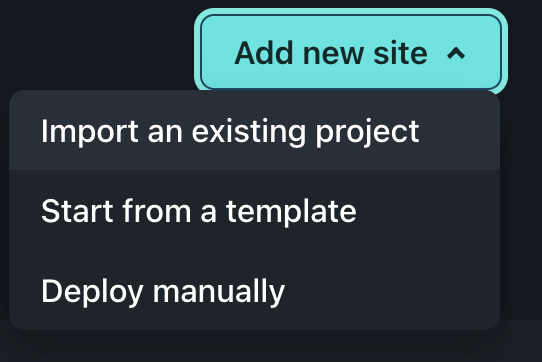 Add new site
Import an existing project
Start from a template
Deploy manually